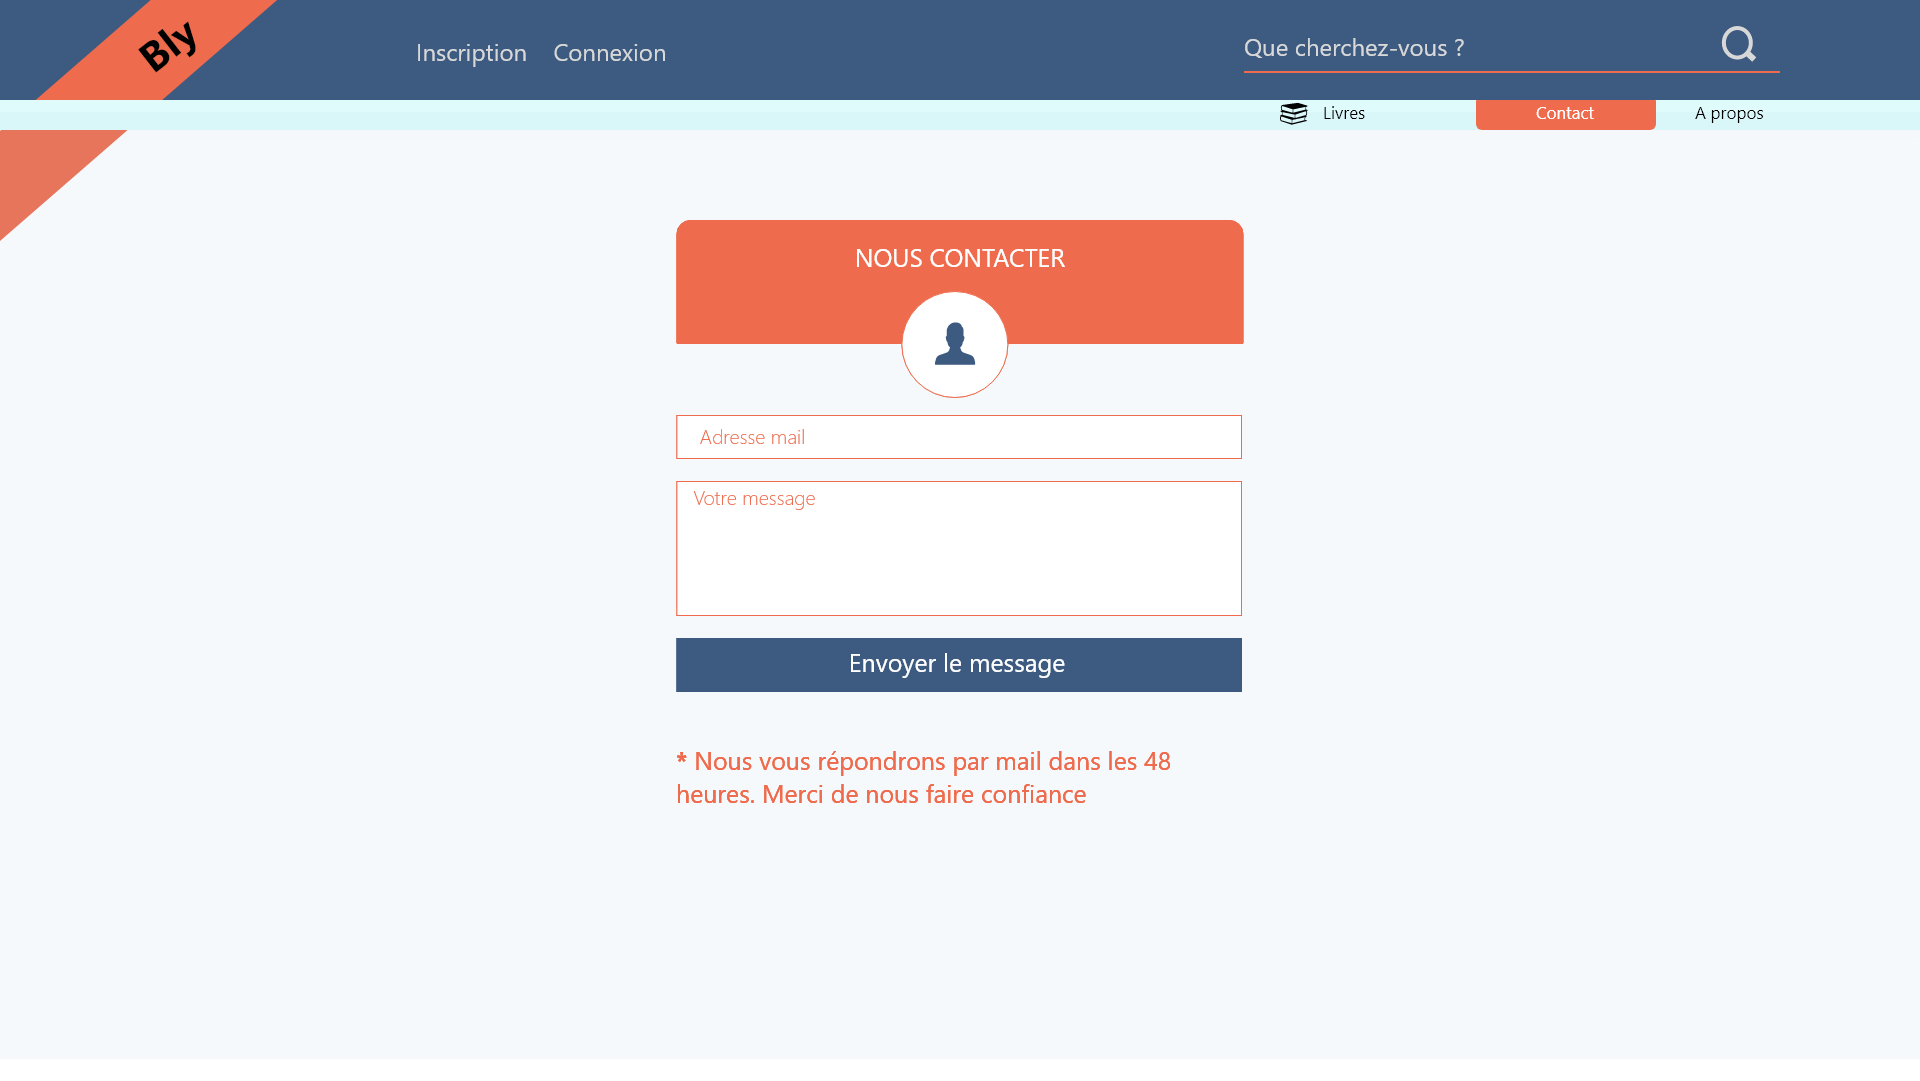 Bly
Inscription Connexion
Que cherchez-vous ?
Livres
Contact
A propos
NOUS CONTACTER
Adresse mail
Votre message
Envoyer le message
* Nous vous répondrons par mail dans les 48
heures. Merci de nous faire confiance